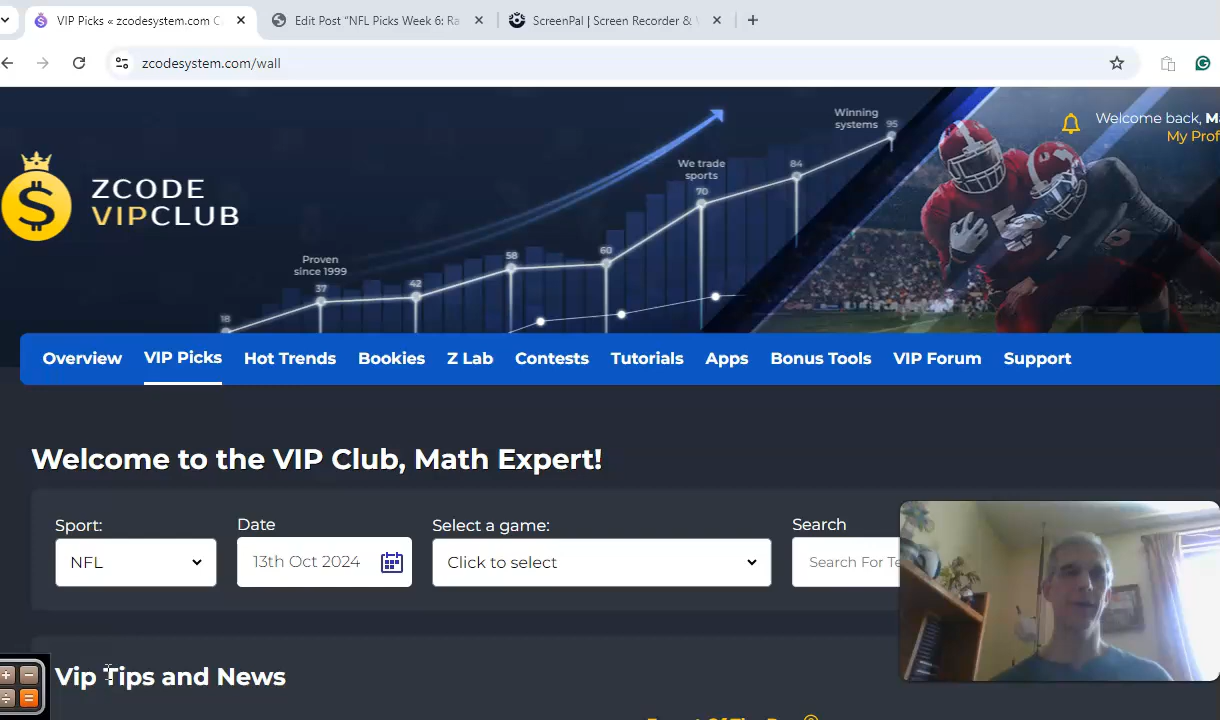 VIP Picks « zcodesystem.com C
Edit Post “NFL Picks Week 6: Ra
ScreenPal | Screen Recorder &
zcodesystem.com/wall
Winning
systems
95
Welcome back, Ma
My Prof
We trade
sports
84
70
ZCODE
VIPCLUB
Proven
since 1999
37
42
58
60
18
$
Overview
VIP Picks
Hot Trends
Bookies
Z Lab
Contests
Tutorials
Apps
Bonus Tools
VIP Forum
Support
Welcome to the VIP Club, Math Expert!
Sport:
Date
Select a game:
Search
NFL
13th Oct 2024
Click to select
Search For Te
Vip Tips and News